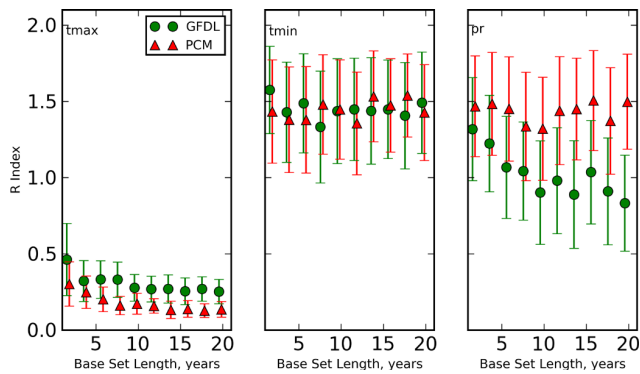 tmax
GFDL
PCM
tmin
pr
R Index
2.0
1.5
1.0
0.5
0.0
5 10 15 20
5 10 15 20
5 10 15 20
Base Set Length, years
Base Set Length, years
Base Set Length, years